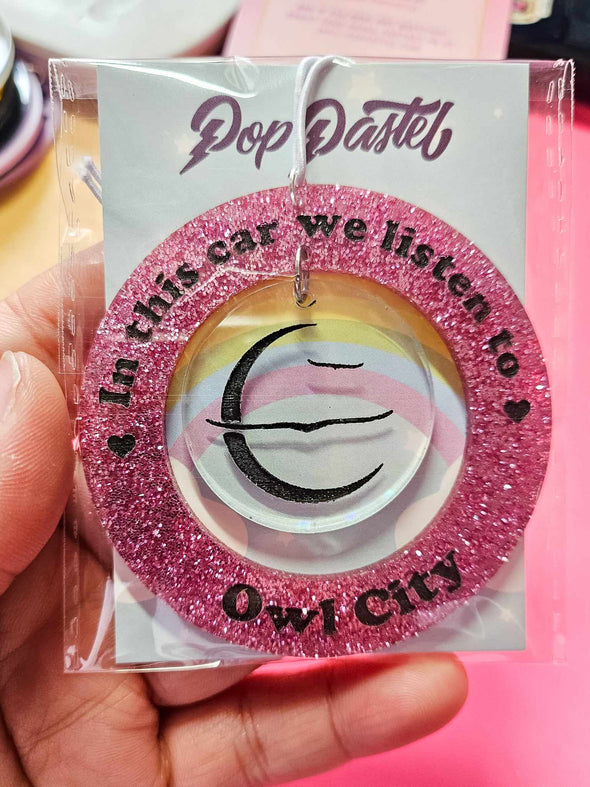 Pop Pastel
In this car we listen to
Owl City